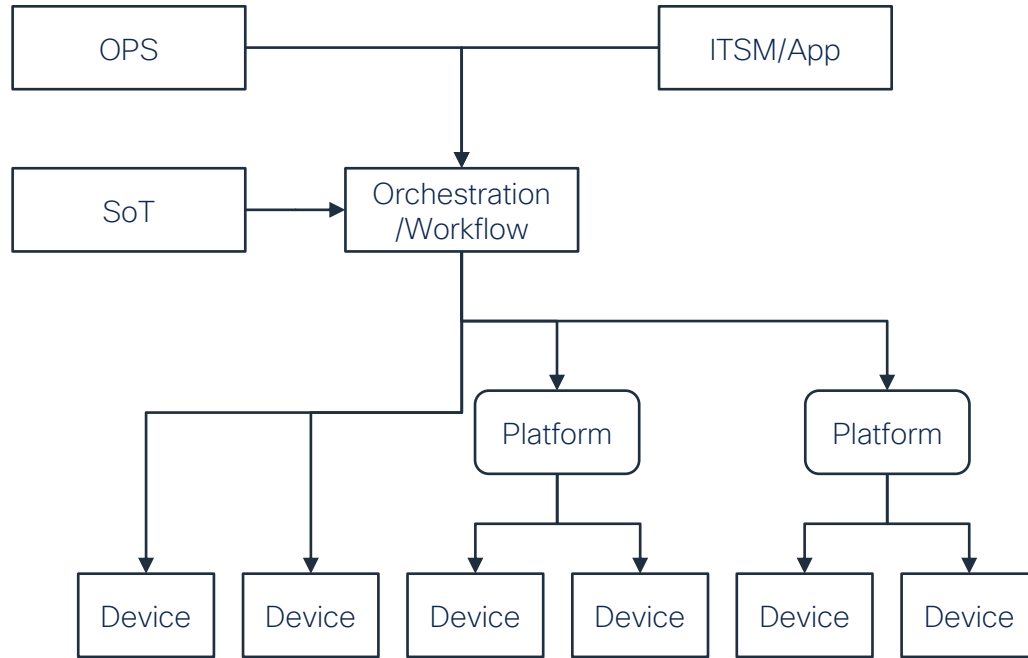 OPS
ITSM/App
SoT
Orchestration
/Workflow
Platform
Platform
Device
Device
Device
Device
Device
Device